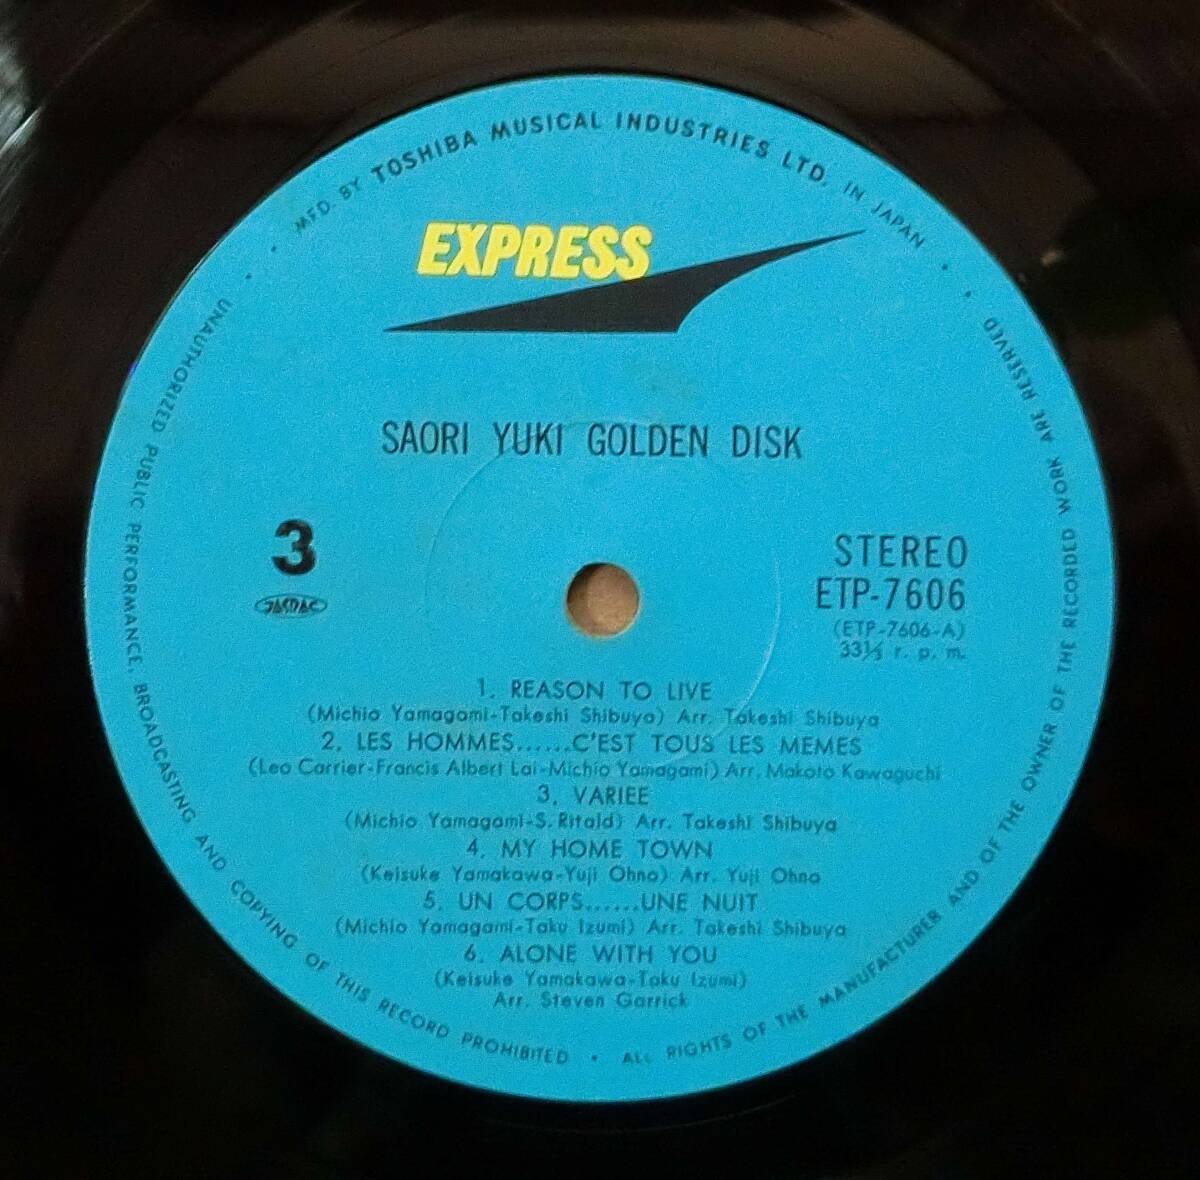 MFD. BY TOSHIBA MUSICAL INDUSTRIES LTD. IN JAPAN
EXPRESS
SAORI YUKI GOLDEN DISK
3
JASRAC
STEREO
ETP-7606
(ETP-7606-A)
33⅓ r. p. m.
1. REASON TO LIVE
(Michio Yamagami-Takeshi Shibuya) Arr. Takeshi Shibuya
2. LES HOMMES......C'EST TOUS LES MEMES
(Leo Carrier-Francis Albert Lai-Michio Yamagami) Arr. Makoto Kawaguchi
3. VARIEE
(Michio Yamagami-S. Ritald) Arr. Takeshi Shibuya
4. MY HOME TOWN
(Keisuke Yamakawa-Yuji Ohno) Arr. Yuji Ohno
5. UN CORPS......UNE NUIT
(Michio Yamagami-Taku Izumi) Arr. Takeshi Shibuya
6. ALONE WITH YOU
(Keisuke Yamakawa-Taku Izumi)
Arr. Steven Garrick
UNAUTHORIZED PUBLIC PERFORMANCE, BROADCASTING AND COPYING OF THIS RECORD PROHIBITED • ALL RIGHTS OF THE MANUFACTURER AND OF THE OWNER OF THE RECORDED WORK ARE RESERVED